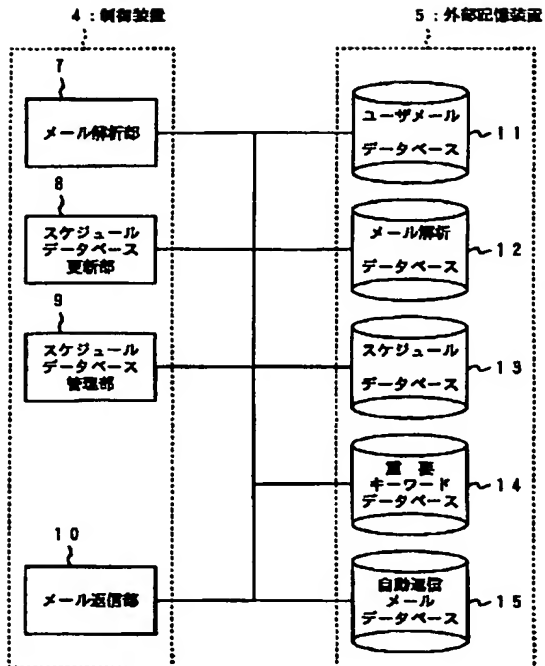 4：制御装置
7
メール解析部
8
スケジュール
データベース
更新部
9
スケジュール
データベース
管理部
10
メール返信部
5：外部記憶装置
ユーザメール
データベース
11
メール解析
データベース
12
スケジュール
データベース
13
重要
キーワード
データベース
14
自動返信
メール
データベース
15